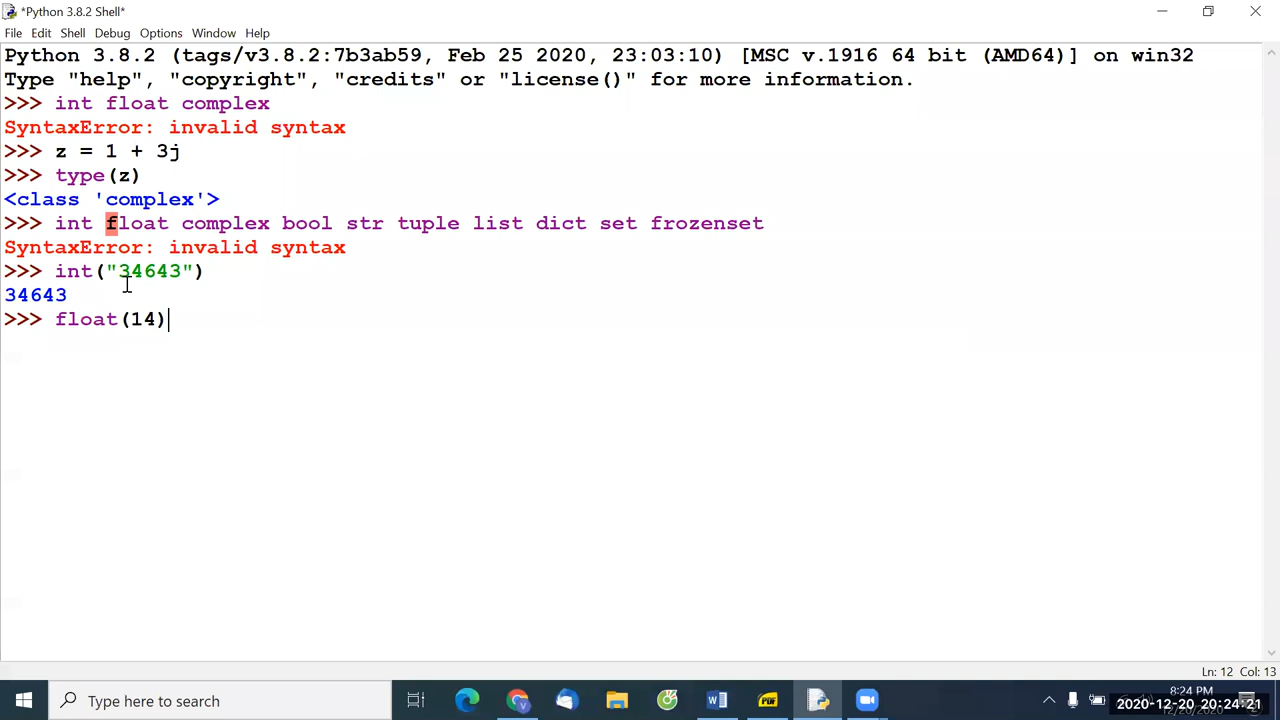 *Python 3.8.2 Shell*
File Edit Shell Debug Options Window Help
Python 3.8.2 (tags/v3.8.2:7b3ab59, Feb 25 2020, 23:03:10) [MSC v.1916 64 bit (AMD64)] on win32
Type "help", "copyright", "credits" or "license()" for more information.
>>> int float complex
SyntaxError: invalid syntax
>>> z = 1 + 3j
>>> type(z)
<class 'complex'>
>>> int float complex bool str tuple list dict set frozenset
SyntaxError: invalid syntax
>>> int("34643")
34643
>>> float(14)
Ln: 12 Col: 13
Type here to search
PDF
8:24 PM
2020-12-20 20:24:21
12/20/2020